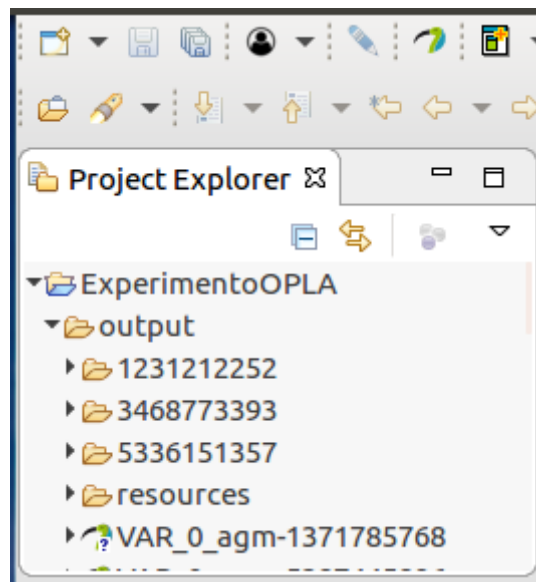 Project Explorer
ExperimentoOPLA
output
1231212252
3468773393
5336151357
resources
VAR_0_agm-1371785768